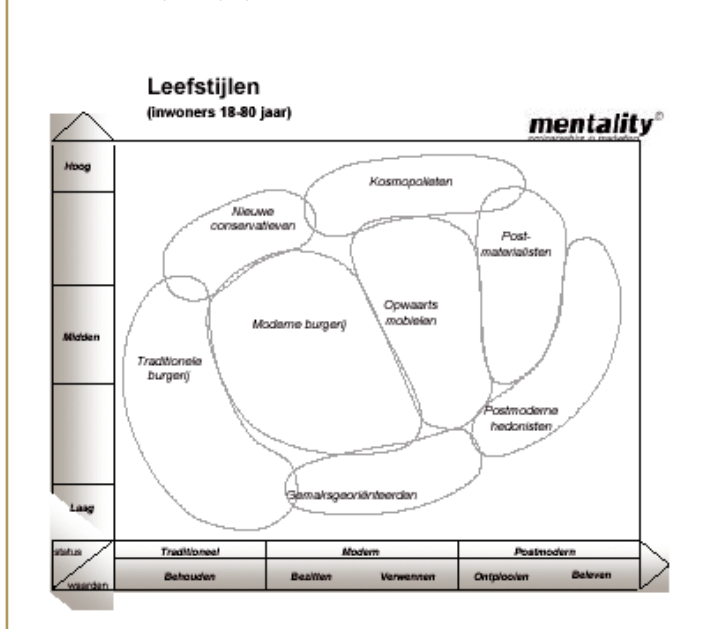 Leefstijlen
(inwoners 18-80 jaar)
mentality©
Hoog
Kosmopolieten
Nieuwe
conservatieven
Post-
materialisten
Opwaarts
mobielen
Moderne burgerij
Midden
Traditionele
burgerij
Postmoderne
hedonisten
Gemaksgeoriënteerden
Laag
status
Traditioneel
Modern
Postmodern
waarden
Behouden
Bezitten
Verwennen
Ontplooien
Beleven